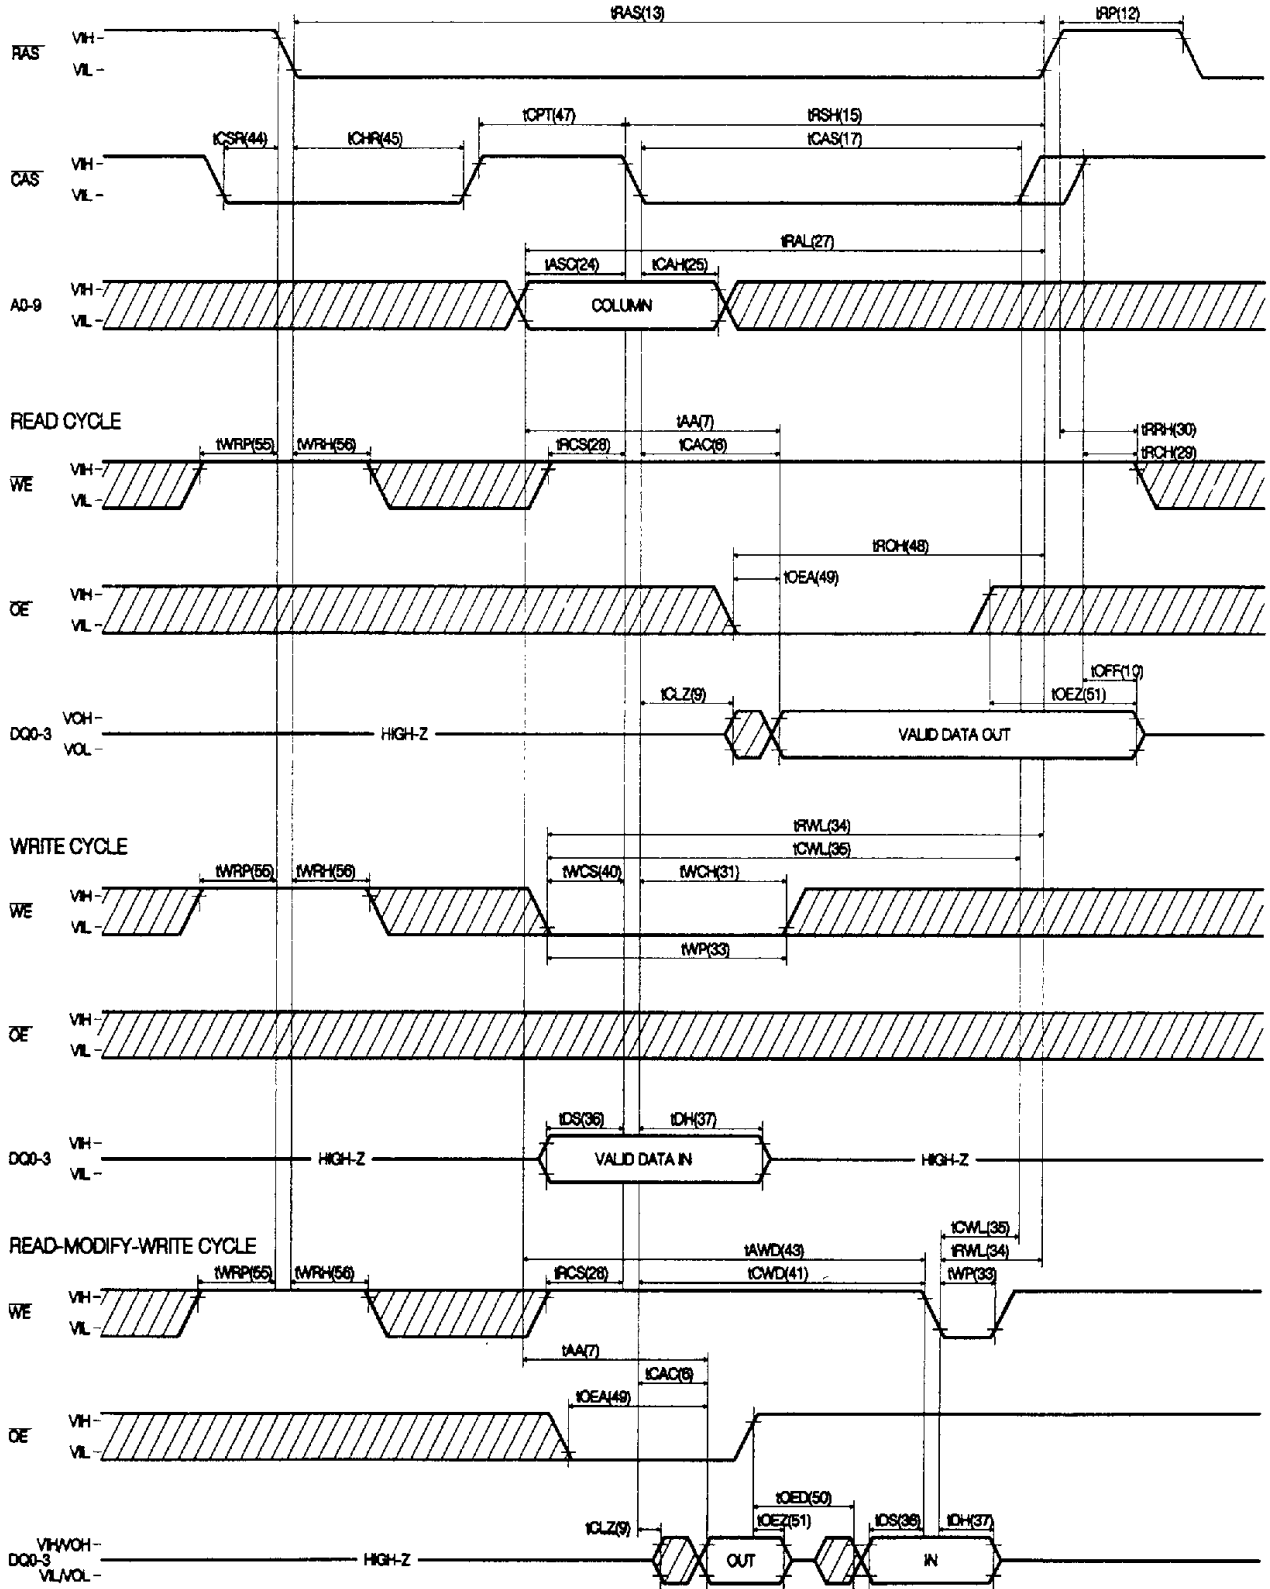 tRAS(13) tRP(12)
RAS VIH
VIL
tCPT(47) tRSH(15)
tCSR(44) tCHR(45) tCAS(17)
CAS VIH
VIL
tRAL(27)
tASC(24) tCAH(25)
A0-9 VIH
VIL
COLUMN
READ CYCLE
tAA(7) tRRH(30)
tWRP(55) tWRH(56) tRCS(28) tCAC(6) tRCH(29)
WE VIH
VIL
tROH(48)
tOEA(49)
OE VIH
VIL
tOFF(10)
tCLZ(9) tOEZ(51)
DQ0-3 VOH
VOL
HIGH-Z VALID DATA OUT
WRITE CYCLE
tRWL(34)
tCWL(35)
tWRP(55) tWRH(56) tWCS(40) tWCH(31)
WE VIH
VIL
tWP(33)
OE VIH
VIL
tDS(36) tDH(37)
DQ0-3 VIH
VIL
HIGH-Z VALID DATA IN HIGH-Z
READ-MODIFY-WRITE CYCLE
tCWL(35)
tAWD(43) tRWL(34)
tWRP(55) tWRH(56) tRCS(28) tCWD(41) tWP(33)
WE VIH
VIL
tAA(7)
tCAC(6)
tOEA(49)
OE VIH
VIL
tOED(50)
tCLZ(9) tOEZ(51) tDS(36) tDH(37)
DQ0-3 VIH/VOH
VIL/VOL
HIGH-Z OUT IN